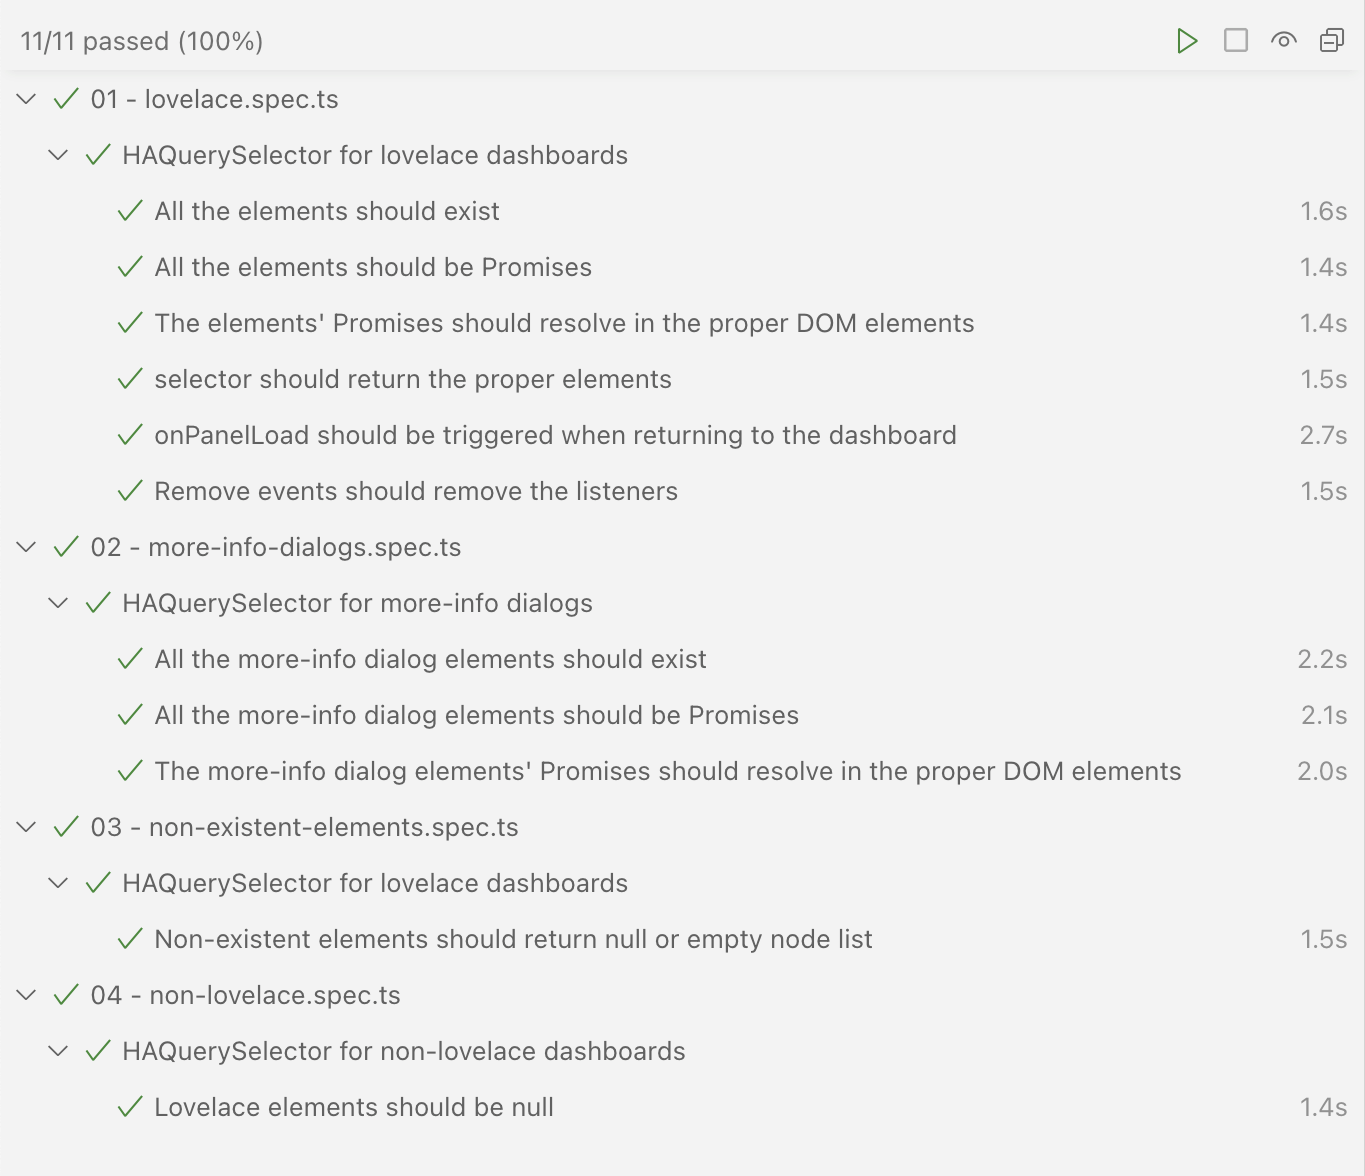 11/11 passed (100%)
01 - lovelace.spec.ts
HAQuerySelector for lovelace dashboards
All the elements should exist 1.6s
All the elements should be Promises 1.4s
The elements' Promises should resolve in the proper DOM elements 1.4s
selector should return the proper elements 1.5s
onPanelLoad should be triggered when returning to the dashboard 2.7s
Remove events should remove the listeners 1.5s
02 - more-info-dialogs.spec.ts
HAQuerySelector for more-info dialogs
All the more-info dialog elements should exist 2.2s
All the more-info dialog elements should be Promises 2.1s
The more-info dialog elements' Promises should resolve in the proper DOM elements 2.0s
03 - non-existent-elements.spec.ts
HAQuerySelector for lovelace dashboards
Non-existent elements should return null or empty node list 1.5s
04 - non-lovelace.spec.ts
HAQuerySelector for non-lovelace dashboards
Lovelace elements should be null 1.4s